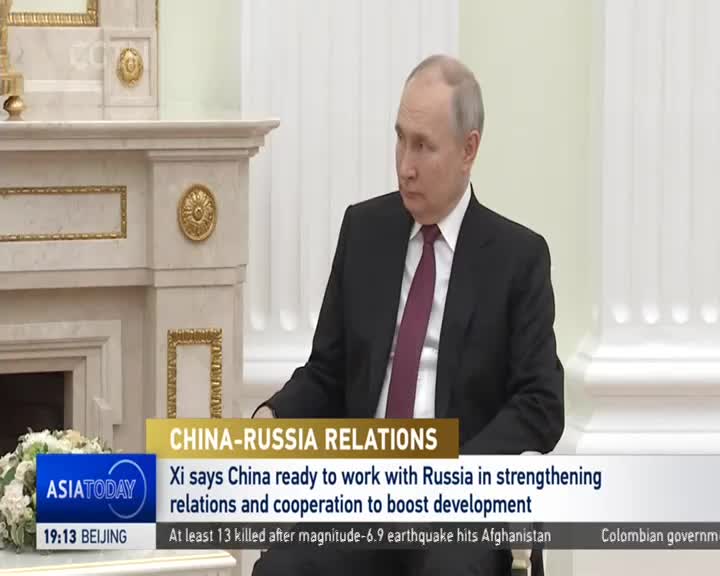 CCTV
CHINA-RUSSIA RELATIONS
Xi says China ready to work with Russia in strengthening
relations and cooperation to boost development
ASIATODAY
19:13 BEIJING
At least 13 killed after magnitude-6.9 earthquake hits Afghanistan
Colombian governm